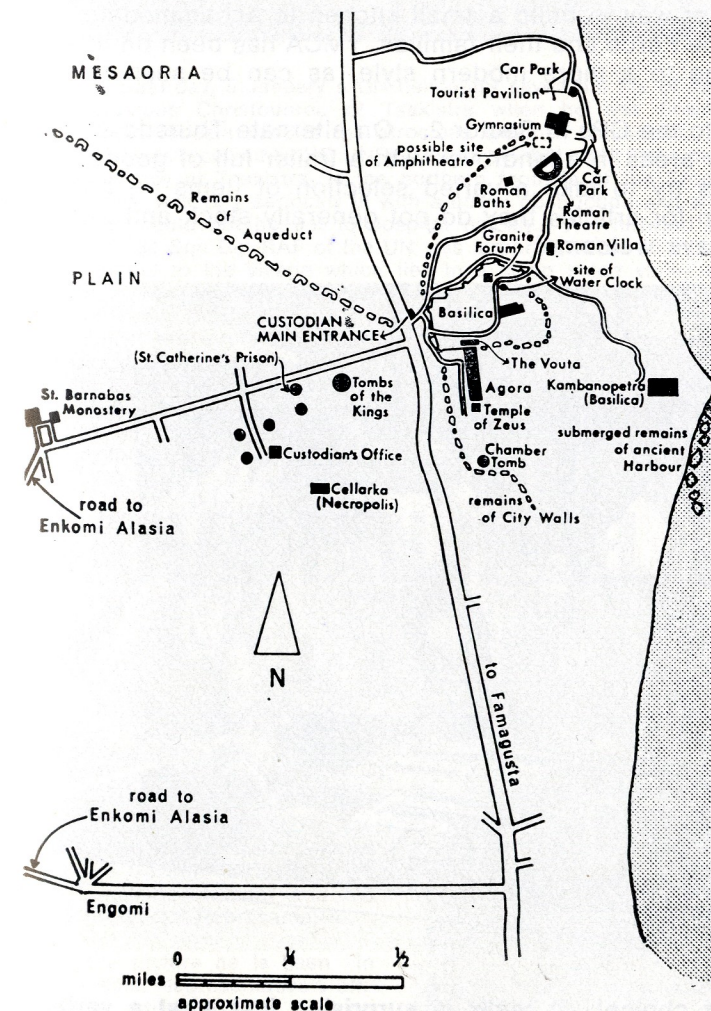 MESAORIA
Car Park
Tourist Pavilion
Gymnasium
possible site
of Amphitheatre
Car
Park
Roman
Baths
Roman
Theatre
Remains
of
Aqueduct
Granite
Forum
Roman Villa
site of
Water Clock
PLAIN
Basilica
CUSTODIAN &
MAIN ENTRANCE
(St. Catherine's Prison)
The Vouta
Tombs
of the
Kings
Agora
Kambanopetra
(Basilica)
St. Barnabas
Monostery
Temple
of Zeus
submerged remains
of ancient
Harbour
Custodian's Office
Chamber
Tomb
Cellarka
(Necropolis)
road to
Enkomi Alasia
remains
of City Walls
N
to Famagusta
road to
Enkomi Alasia
Engomi
0 ¼ ½
miles
approximate scale